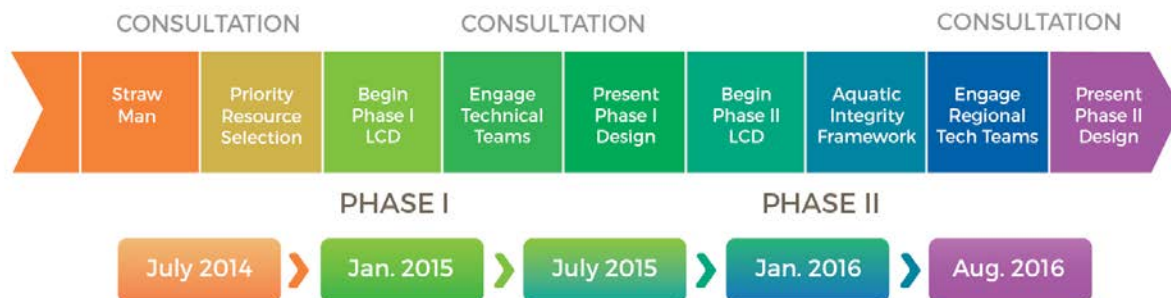 CONSULTATION CONSULTATION CONSULTATION
Straw
Man
Priority
Resource
Selection
Begin
Phase I
LCD
Engage
Technical
Teams
Present
Phase I
Design
Begin
Phase II
LCD
Aquatic
Integrity
Framework
Engage
Regional
Tech Teams
Present
Phase II
Design
PHASE I PHASE II
July 2014 Jan. 2015 July 2015 Jan. 2016 Aug. 2016